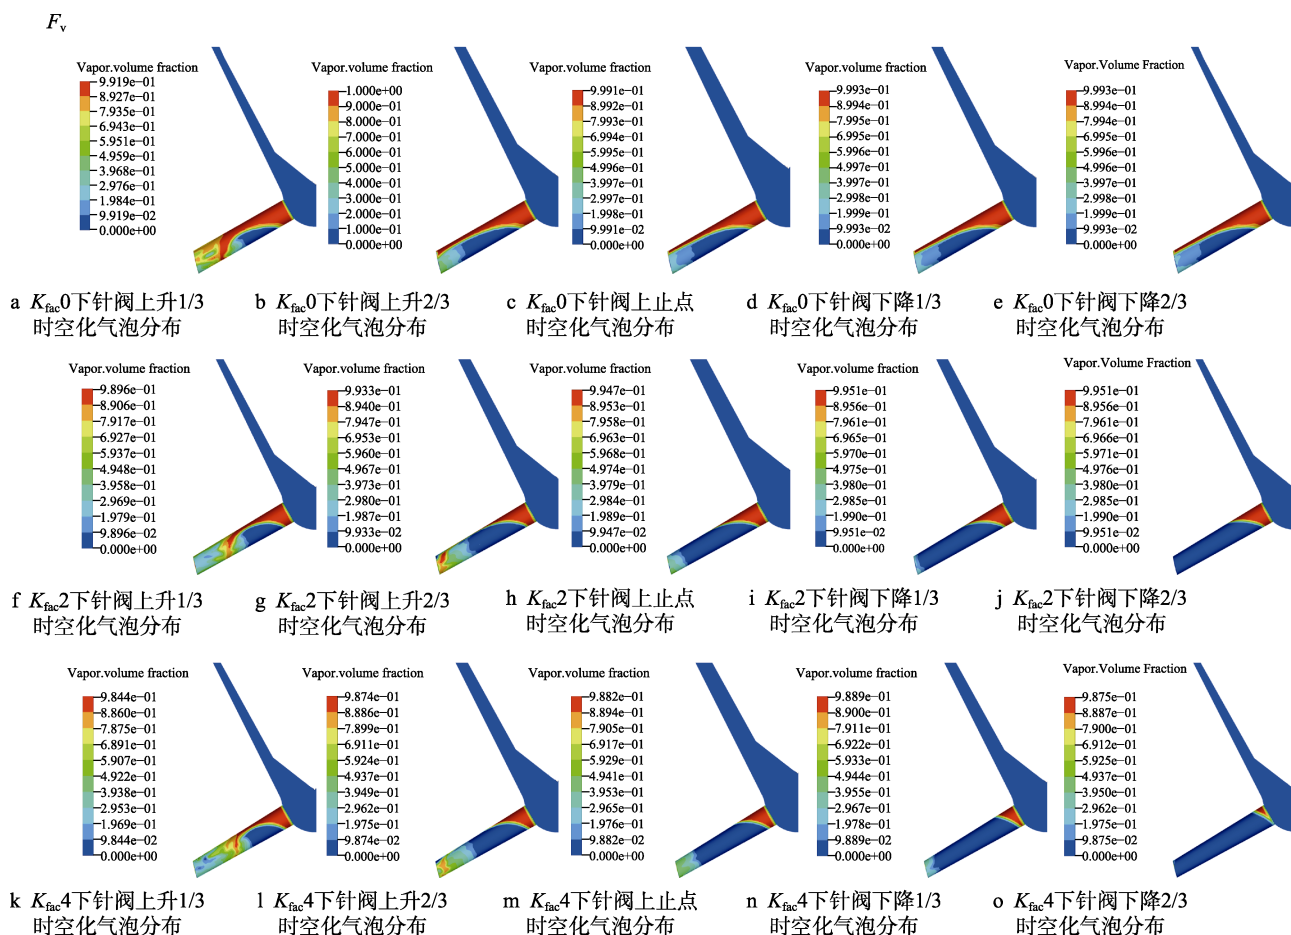 Fv
Vapor.volume fraction
9.919e−01
8.927e−01
7.935e−01
6.943e−01
5.951e−01
4.959e−01
3.968e−01
2.976e−01
1.984e−01
9.919e−02
0.000e+00
Vapor.volume fraction
1.000e+00
9.000e−01
8.000e−01
7.000e−01
6.000e−01
5.000e−01
4.000e−01
3.000e−01
2.000e−01
1.000e−01
0.000e+00
Vapor.volume fraction
9.991e−01
8.994e−01
7.993e−01
6.994e−01
5.995e−01
4.996e−01
3.997e−01
2.997e−01
1.998e−01
9.991e−02
0.000e+00
Vapor.volume fraction
9.993e−01
8.994e−01
7.995e−01
6.995e−01
5.996e−01
4.997e−01
3.997e−01
2.998e−01
1.999e−01
9.993e−02
0.000e+00
Vapor.Volume Fraction
9.993e−01
8.994e−01
7.994e−01
6.995e−01
5.996e−01
4.996e−01
3.997e−01
2.998e−01
1.999e−01
9.993e−02
0.000e+00
a Kfac0下针阀上升1/3
时空化气泡分布
b Kfac0下针阀上升2/3
时空化气泡分布
c Kfac0下针阀上止点
时空化气泡分布
d Kfac0下针阀下降1/3
时空化气泡分布
e Kfac0下针阀下降2/3
时空化气泡分布
Vapor.volume fraction
9.896e−01
8.906e−01
7.917e−01
6.927e−01
5.937e−01
4.948e−01
3.958e−01
2.969e−01
1.979e−01
9.896e−02
0.000e+00
Vapor.volume fraction
9.933e−01
8.940e−01
7.947e−01
6.953e−01
5.960e−01
4.967e−01
3.973e−01
2.980e−01
1.987e−01
9.933e−02
0.000e+00
Vapor.volume fraction
9.947e−01
8.953e−01
7.958e−01
6.963e−01
5.968e−01
4.974e−01
3.979e−01
2.984e−01
1.989e−01
9.947e−02
0.000e+00
Vapor.volume fraction
9.951e−01
8.956e−01
7.961e−01
6.965e−01
5.970e−01
4.975e−01
3.980e−01
2.985e−01
1.990e−01
9.951e−02
0.000e+00
Vapor.Volume Fraction
9.951e−01
8.956e−01
7.961e−01
6.966e−01
5.971e−01
4.976e−01
3.980e−01
2.985e−01
1.990e−01
9.951e−02
0.000e+00
f Kfac2下针阀上升1/3
时空化气泡分布
g Kfac2下针阀上升2/3
时空化气泡分布
h Kfac2下针阀上止点
时空化气泡分布
i Kfac2下针阀下降1/3
时空化气泡分布
j Kfac2下针阀下降2/3
时空化气泡分布
Vapor.volume fraction
9.844e−01
8.860e−01
7.875e−01
6.891e−01
5.907e−01
4.922e−01
3.938e−01
2.953e−01
1.969e−01
9.844e−02
0.000e+00
Vapor.volume fraction
9.874e−01
8.886e−01
7.899e−01
6.911e−01
5.924e−01
4.937e−01
3.949e−01
2.962e−01
1.975e−01
9.874e−02
0.000e+00
Vapor.volume fraction
9.882e−01
8.894e−01
7.905e−01
6.917e−01
5.929e−01
4.941e−01
3.952e−01
2.964e−01
1.976e−01
9.882e−02
0.000e+00
Vapor.volume fraction
9.889e−01
8.900e−01
7.911e−01
6.922e−01
5.933e−01
4.944e−01
3.955e−01
2.967e−01
1.978e−01
9.889e−02
0.000e+00
Vapor.Volume Fraction
9.875e−01
8.887e−01
7.900e−01
6.912e−01
5.925e−01
4.937e−01
3.950e−01
2.962e−01
1.975e−01
9.875e−02
0.000e+00
k Kfac4下针阀上升1/3
时空化气泡分布
l Kfac4下针阀上升2/3
时空化气泡分布
m Kfac4下针阀上止点
时空化气泡分布
n Kfac4下针阀下降1/3
时空化气泡分布
o Kfac4下针阀下降2/3
时空化气泡分布